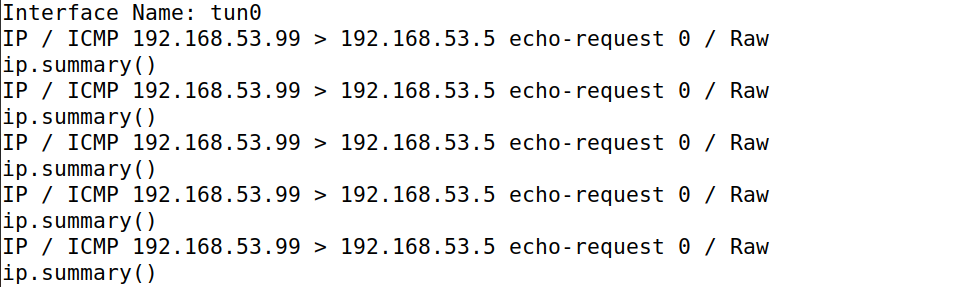 Interface Name: tun0
IP / ICMP 192.168.53.99 > 192.168.53.5 echo-request 0 / Raw
ip.summary()
IP / ICMP 192.168.53.99 > 192.168.53.5 echo-request 0 / Raw
ip.summary()
IP / ICMP 192.168.53.99 > 192.168.53.5 echo-request 0 / Raw
ip.summary()
IP / ICMP 192.168.53.99 > 192.168.53.5 echo-request 0 / Raw
ip.summary()
IP / ICMP 192.168.53.99 > 192.168.53.5 echo-request 0 / Raw
ip.summary()